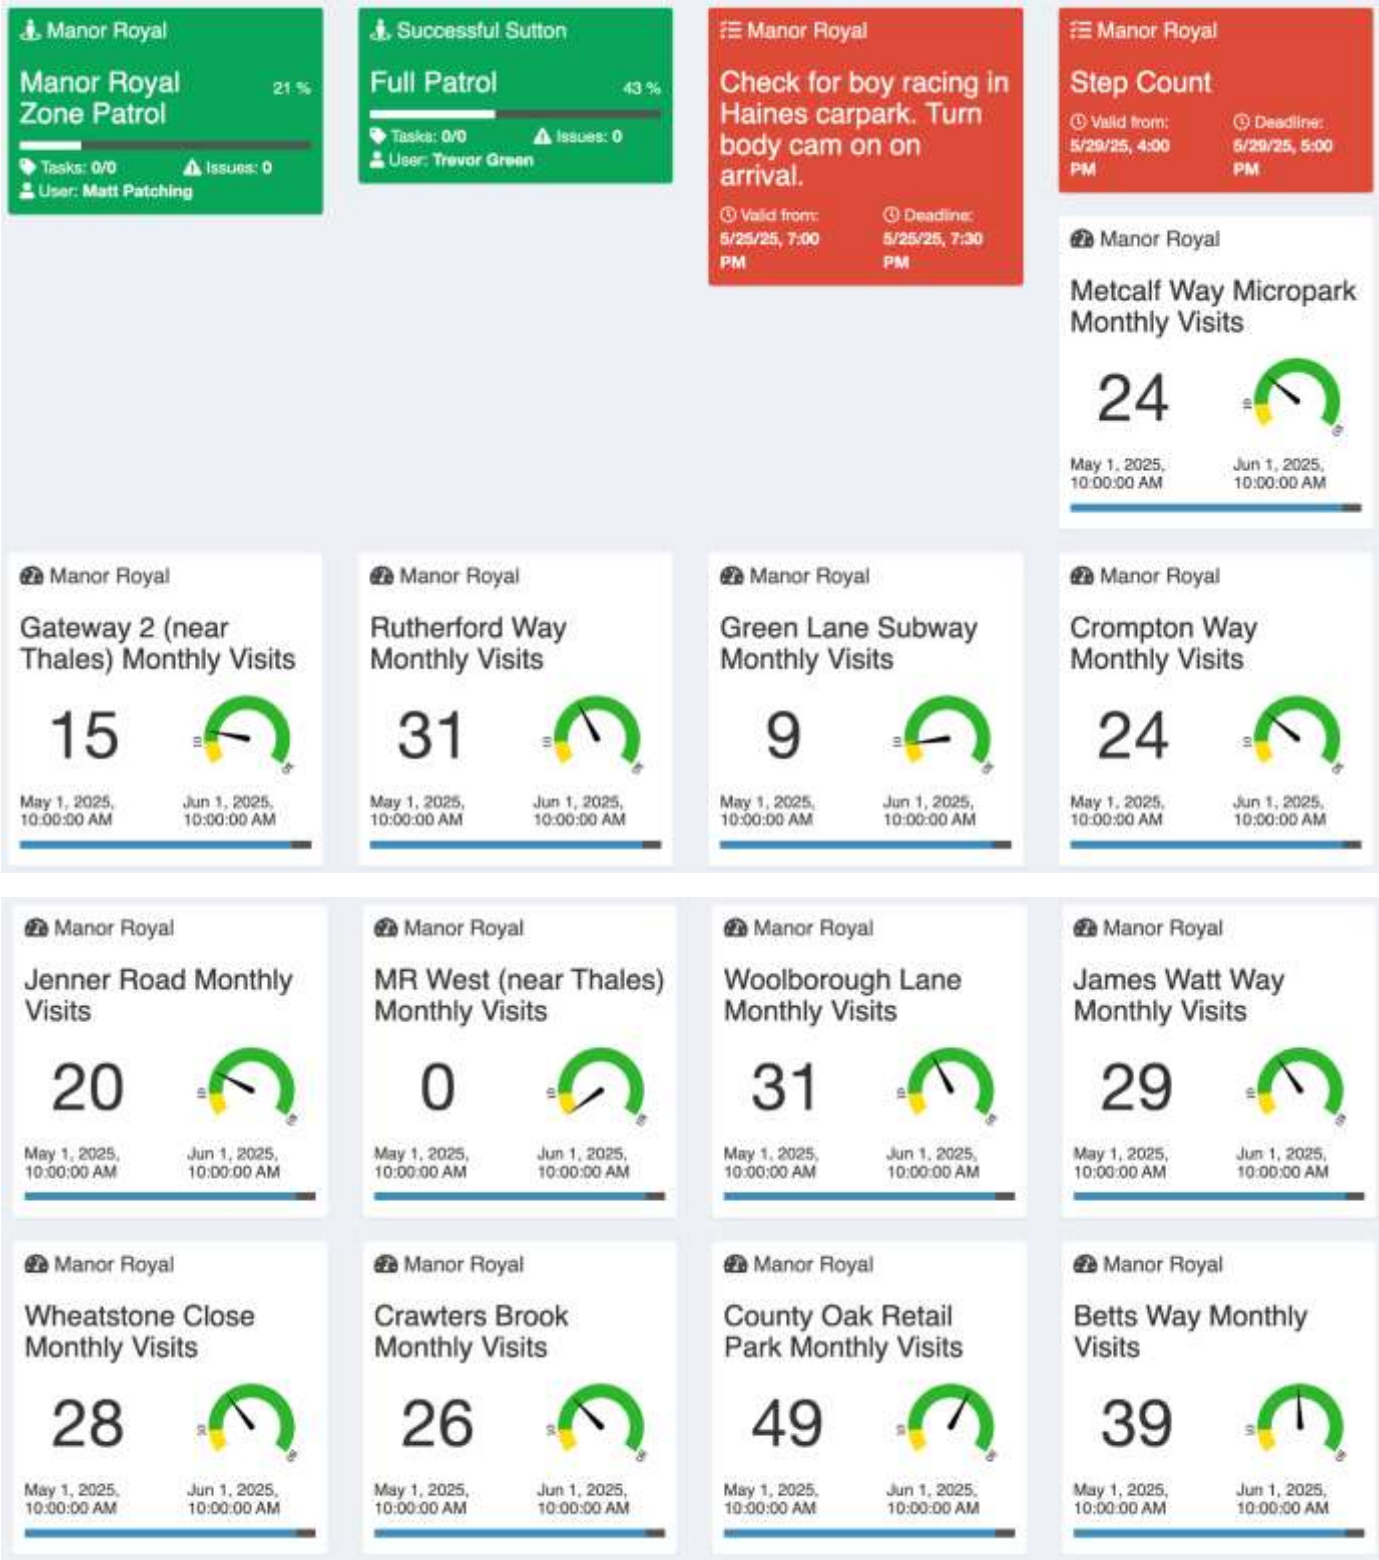 Manor Royal
Manor Royal
Zone Patrol
21 %
Tasks: 0/0
Issues: 0
User: Matt Patching
Successful Sutton
Full Patrol
43 %
Tasks: 0/0
Issues: 0
User: Trevor Green
Manor Royal
Check for boy racing in
Haines carpark. Turn
body cam on on
arrival.
Valid from:
5/25/25, 7:00
PM
Deadline:
5/25/25, 7:30
PM
Manor Royal
Step Count
Valid from:
5/29/25, 4:00
PM
Deadline:
5/29/25, 5:00
PM
Manor Royal
Metcalf Way Micropark
Monthly Visits
24
10
May 1, 2025,
10:00:00 AM
Jun 1, 2025,
10:00:00 AM
Manor Royal
Gateway 2 (near
Thales) Monthly Visits
15
10
May 1, 2025,
10:00:00 AM
Jun 1, 2025,
10:00:00 AM
Manor Royal
Rutherford Way
Monthly Visits
31
10
May 1, 2025,
10:00:00 AM
Jun 1, 2025,
10:00:00 AM
Manor Royal
Green Lane Subway
Monthly Visits
9
10
May 1, 2025,
10:00:00 AM
Jun 1, 2025,
10:00:00 AM
Manor Royal
Crompton Way
Monthly Visits
24
10
May 1, 2025,
10:00:00 AM
Jun 1, 2025,
10:00:00 AM
Manor Royal
Jenner Road Monthly
Visits
20
10
May 1, 2025,
10:00:00 AM
Jun 1, 2025,
10:00:00 AM
Manor Royal
MR West (near Thales)
Monthly Visits
0
10
May 1, 2025,
10:00:00 AM
Jun 1, 2025,
10:00:00 AM
Manor Royal
Woolborough Lane
Monthly Visits
31
10
May 1, 2025,
10:00:00 AM
Jun 1, 2025,
10:00:00 AM
Manor Royal
James Watt Way
Monthly Visits
29
10
May 1, 2025,
10:00:00 AM
Jun 1, 2025,
10:00:00 AM
Manor Royal
Wheatstone Close
Monthly Visits
28
10
May 1, 2025,
10:00:00 AM
Jun 1, 2025,
10:00:00 AM
Manor Royal
Crawters Brook
Monthly Visits
26
10
May 1, 2025,
10:00:00 AM
Jun 1, 2025,
10:00:00 AM
Manor Royal
County Oak Retail
Park Monthly Visits
49
10
May 1, 2025,
10:00:00 AM
Jun 1, 2025,
10:00:00 AM
Manor Royal
Betts Way Monthly
Visits
39
10
May 1, 2025,
10:00:00 AM
Jun 1, 2025,
10:00:00 AM